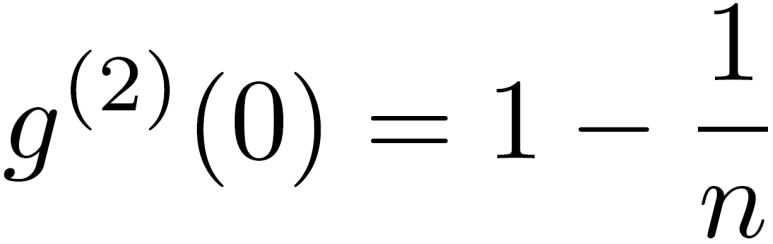 g^{(2)}(0) = 1 - \frac{1}{n}